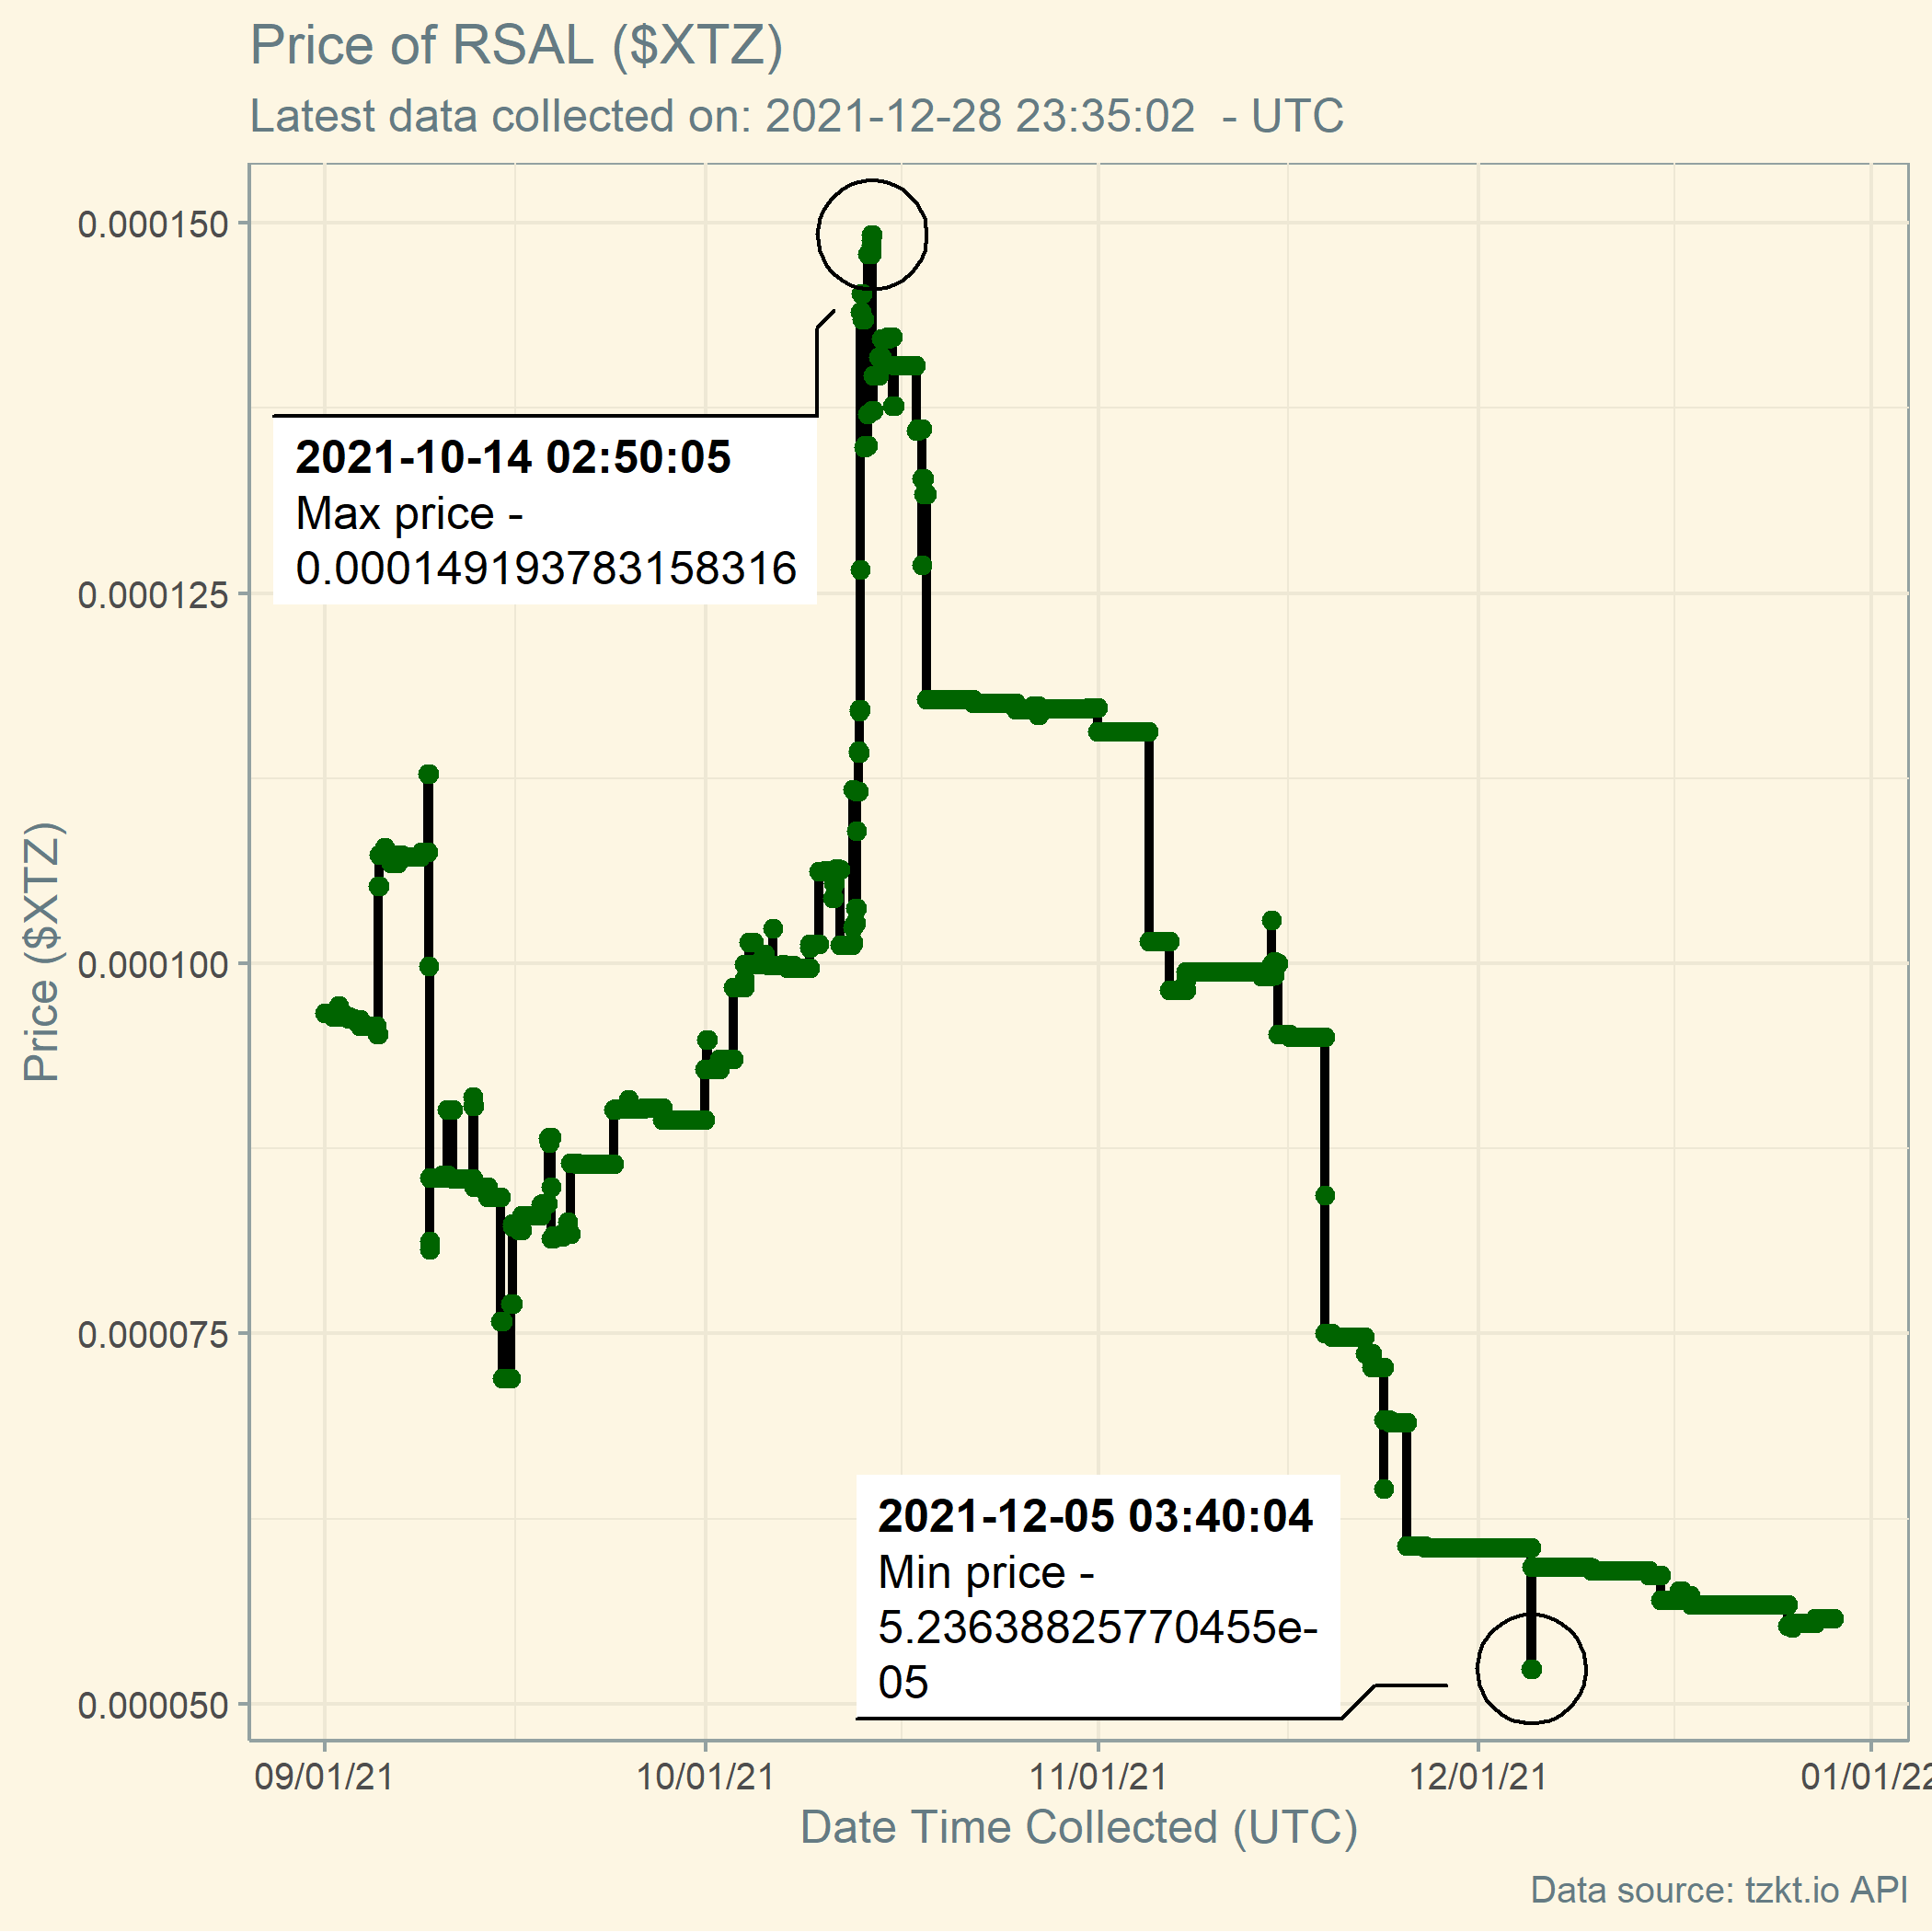 Price of RSAL ($XTZ)
Latest data collected on: 2021-12-28 23:35:02  - UTC
0.000150
0.000125
0.000100
0.000075
0.000050
Price ($XTZ)
2021-10-14 02:50:05
Max price -
0.000149193783158316
2021-12-05 03:40:04
Min price -
5.23638825770455e-
05
09/01/21
10/01/21
11/01/21
12/01/21
01/01/22
Date Time Collected (UTC)
Data source: tzkt.io API